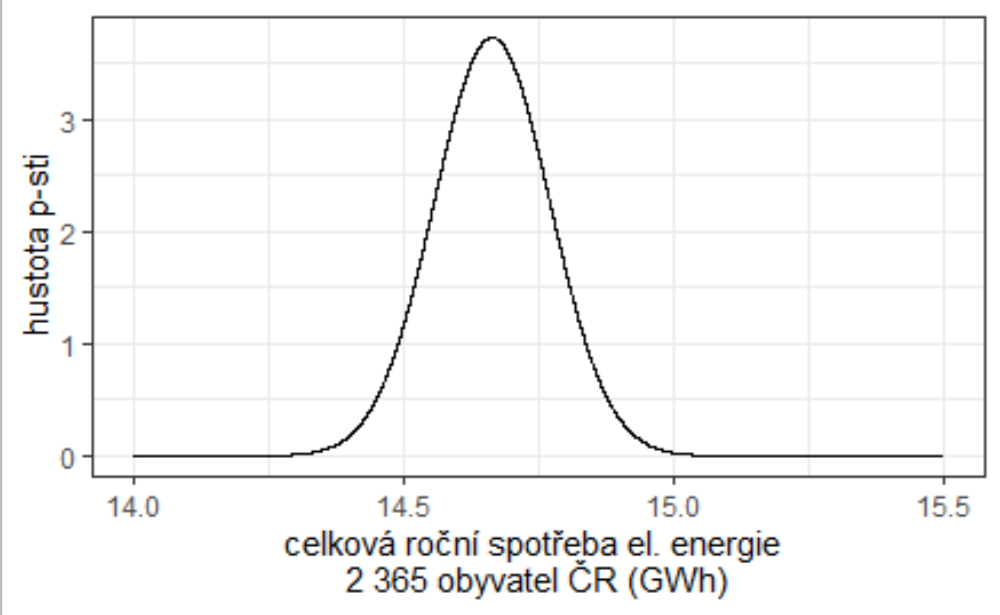 hustota p-sti
3
2
1
0
14.0 14.5 15.0 15.5
celková roční spotřeba el. energie
2 365 obyvatel ČR (GWh)